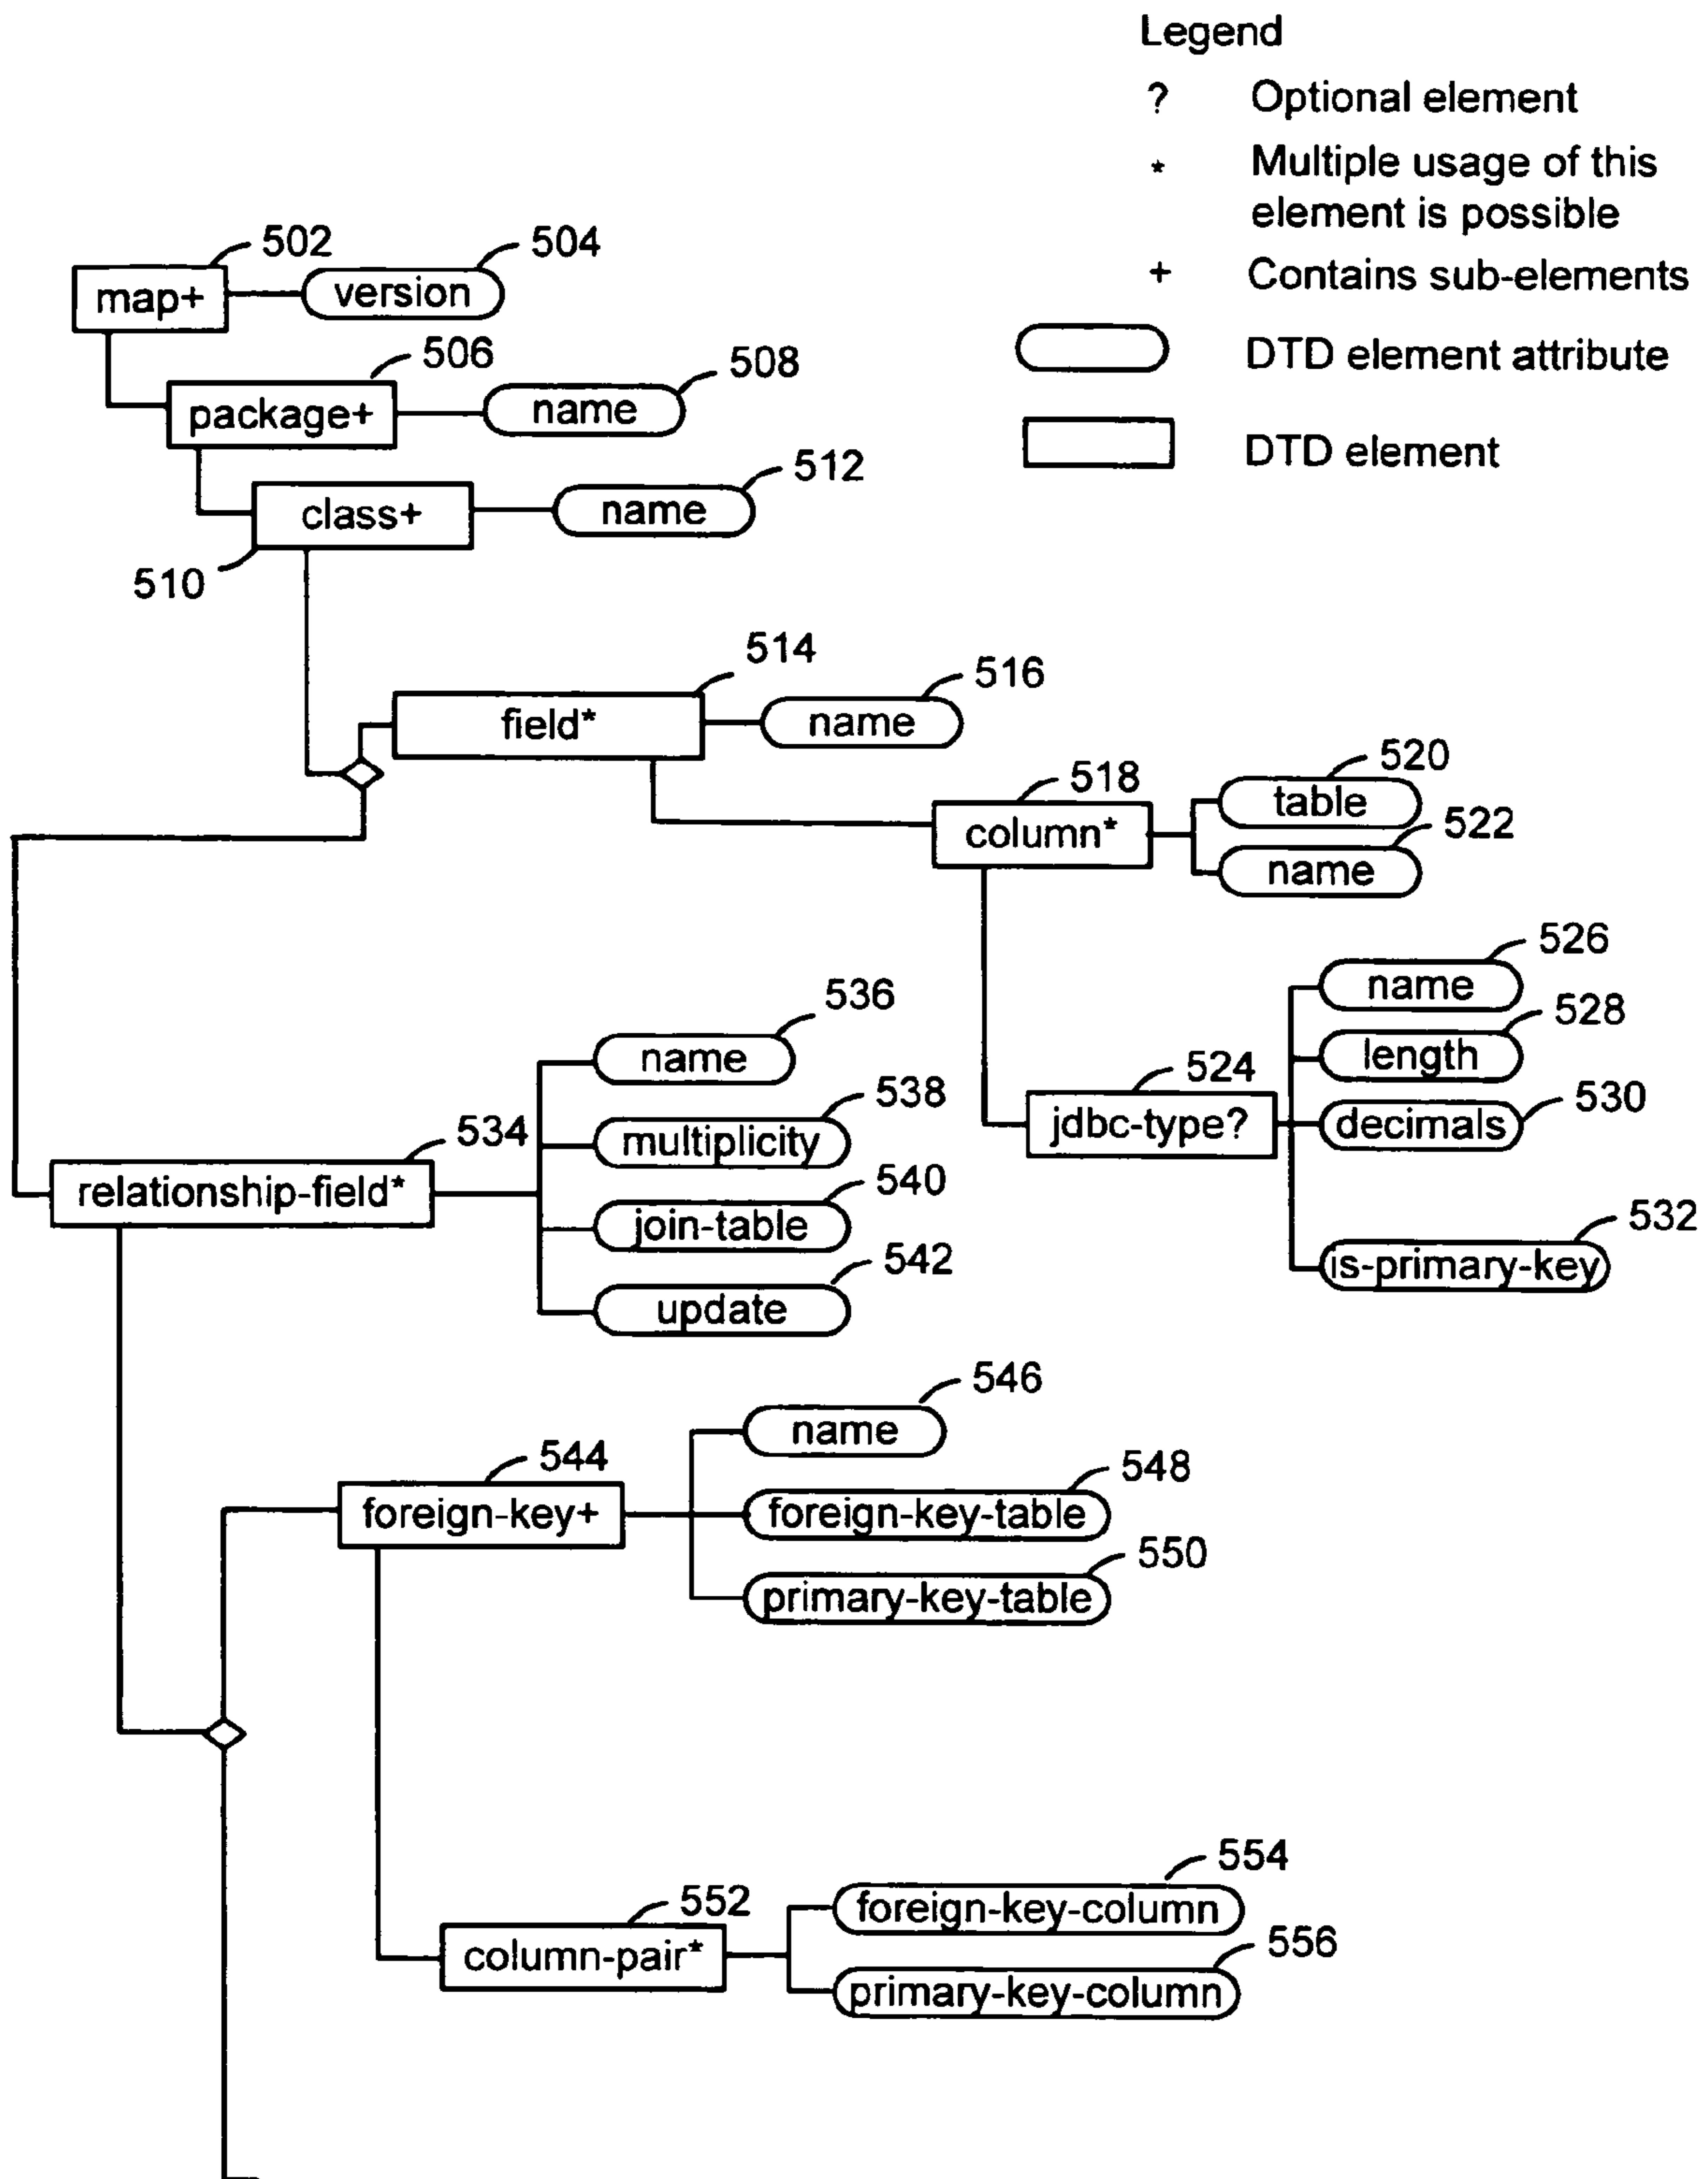 Legend
? Optional element
* Multiple usage of this
element is possible
+ Contains sub-elements
DTD element attribute
DTD element
502
504
map+
version
506
508
package+
name
512
class+
name
510
514
516
field*
name
518
520
column*
table
522
name
526
name
528
length
524
jdbc-type?
530
decimals
532
is-primary-key
536
name
538
multiplicity
534
relationship-field*
540
join-table
542
update
546
name
544
foreign-key+
548
foreign-key-table
550
primary-key-table
554
foreign-key-column
552
column-pair*
556
primary-key-column